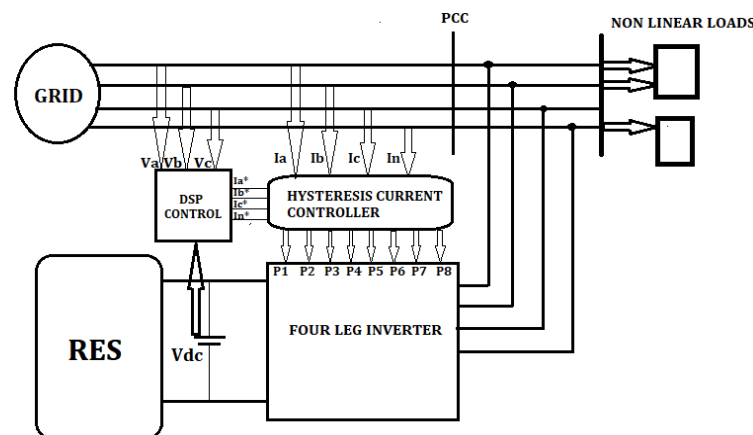 PCC
NON LINEAR LOADS
GRID
Va Vb Vc
Ia Ib Ic In
DSP
CONTROL
Ia*
Ib*
Ic*
In*
HYSTERESIS CURRENT
CONTROLLER
P1 P2 P3 P4 P5 P6 P7 P8
FOUR LEG INVERTER
RES
Vdc